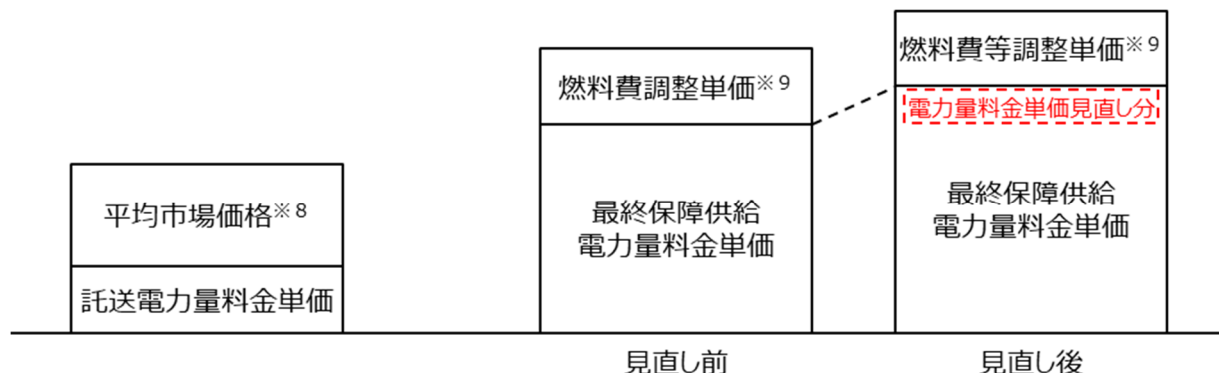 平均市場価格※8
託送電力量料金単価
燃料費調整単価※9
最終保障供給
電力量料金単価
見直し前
燃料費等調整単価※9
電力量料金単価見直し分
最終保障供給
電力量料金単価
見直し後